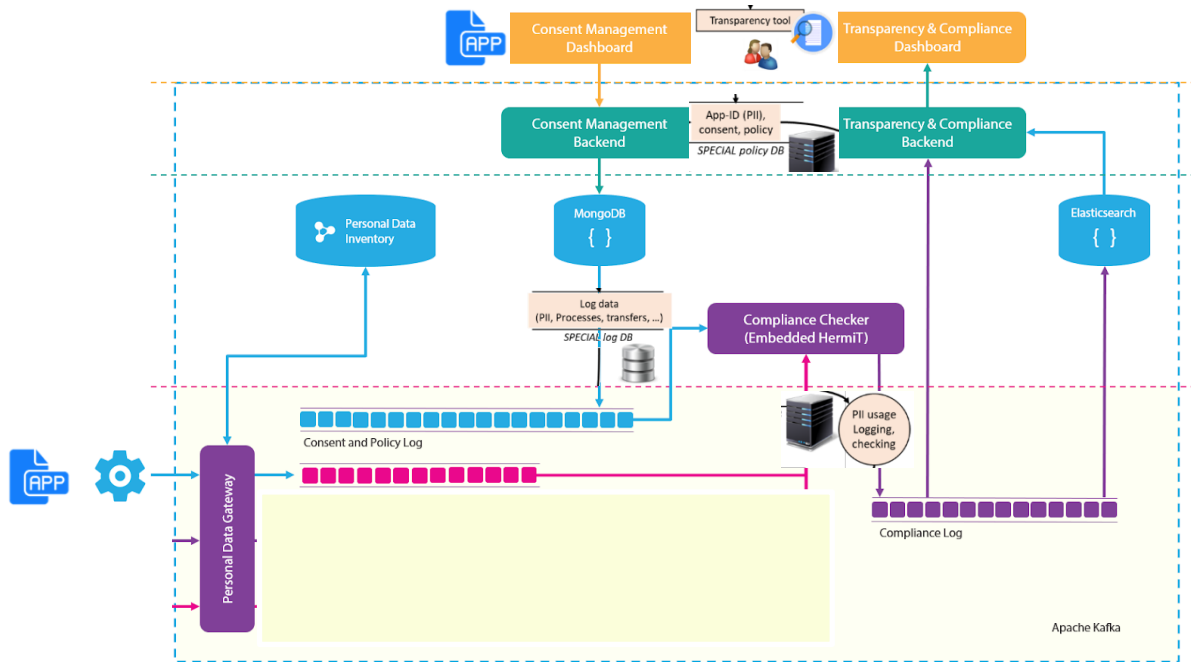 APP
Consent Management
Dashboard
Transparency tool
Transparency & Compliance
Dashboard
Consent Management
Backend
App-ID (PII),
consent, policy
SPECIAL policy DB
Transparency & Compliance
Backend
Personal Data
Inventory
MongoDB
{ }
Elasticsearch
{ }
Log data
(PII, Processes, transfers, ...)
SPECIAL log DB
Compliance Checker
(Embedded HermiT)
Consent and Policy Log
PII usage
Logging,
checking
APP
Personal Data Gateway
Compliance Log
Apache Kafka